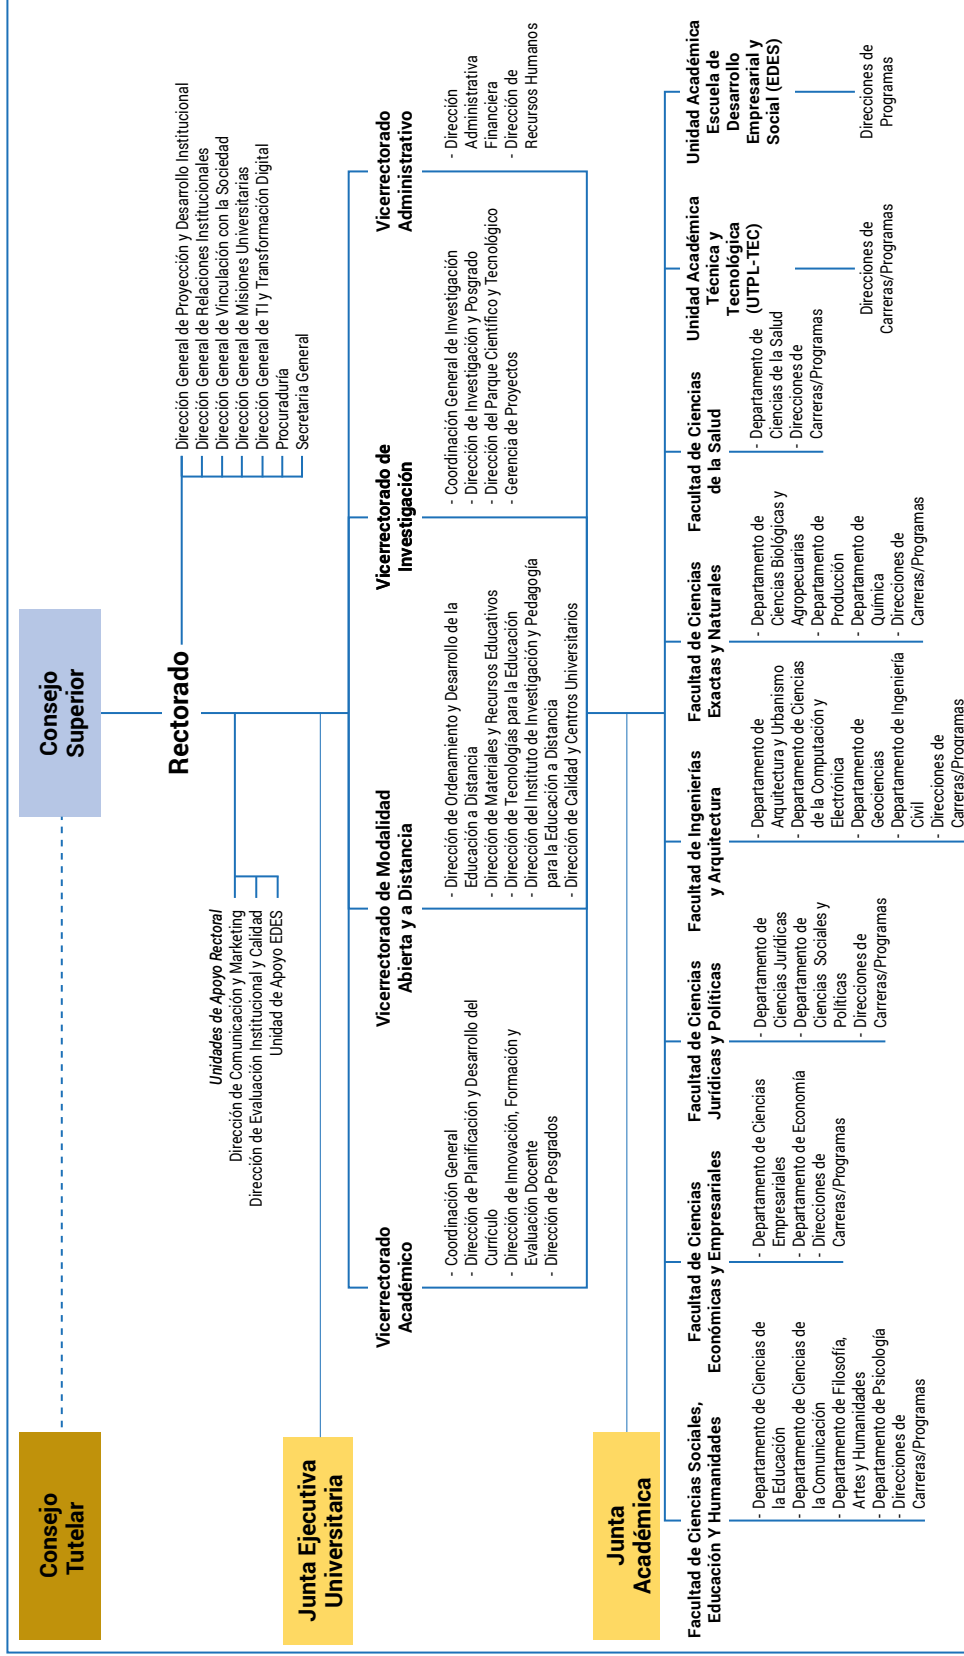 Consejo
Tutelar
Consejo
Superior
Rectorado
Dirección General de Proyección y Desarrollo Institucional
Dirección General de Relaciones Institucionales
Dirección General de Vinculación con la Sociedad
Dirección General de Misiones Universitarias
Dirección General de TI y Transformación Digital
Procuraduría
Secretaria General
Unidades de Apoyo Rectoral
Dirección de Comunicación y Marketing
Dirección de Evaluación Institucional y Calidad
Unidad de Apoyo EDES
Junta Ejecutiva
Universitaria
Vicerrectorado
Académico
- Coordinación General
- Dirección de Planificación y Desarrollo del
Currículo
- Dirección de Innovación, Formación y
Evaluación Docente
- Dirección de Posgrados
Vicerrectorado de Modalidad
Abierta y a Distancia
- Dirección de Ordenamiento y Desarrollo de la
Educación a Distancia
- Dirección de Materiales y Recursos Educativos
- Dirección de Tecnologías para la Educación
- Dirección del Instituto de Investigación y Pedagogía
para la Educación a Distancia
- Dirección de Calidad y Centros Universitarios
Vicerrectorado de
Investigación
- Coordinación General de Investigación
- Dirección de Investigación y Posgrado
- Dirección del Parque Científico y Tecnológico
- Gerencia de Proyectos
Vicerrectorado
Administrativo
- Dirección
Administrativa
Financiera
- Dirección de
Recursos Humanos
Junta
Académica
Facultad de Ciencias Sociales,
Educación Y Humanidades
- Departamento de Ciencias de
la Educación
- Departamento de Ciencias de
la Comunicación
- Departamento de Filosofía,
Artes y Humanidades
- Departamento de Psicología
- Direcciones de
Carreras/Programas
Facultad de Ciencias
Económicas y Empresariales
- Departamento de Ciencias
Empresariales
- Departamento de Economía
- Direcciones de
Carreras/Programas
Facultad de Ciencias
Jurídicas y Políticas
- Departamento de
Ciencias Jurídicas
- Departamento de
Ciencias Sociales y
Políticas
- Direcciones de
Carreras/Programas
Facultad de Ingenierías
y Arquitectura
- Departamento de
Arquitectura y Urbanismo
- Departamento de Ciencias
de la Computación y
Electrónica
- Departamento de
Geociencias
- Departamento de Ingeniería
Civil
- Direcciones de
Carreras/Programas
Facultad de Ciencias
Exactas y Naturales
- Departamento de
Ciencias Biológicas y
Agropecuarias
- Departamento de
Producción
- Departamento de
Química
- Direcciones de
Carreras/Programas
Facultad de Ciencias
de la Salud
- Departamento de
Ciencias de la Salud
- Direcciones de
Carreras/Programas
Unidad Académica
Técnica y
Tecnológica
(UTPL-TEC)
Direcciones de
Carreras/Programas
Unidad Académica
Escuela de
Desarrollo
Empresarial y
Social (EDES)
Direcciones de
Programas